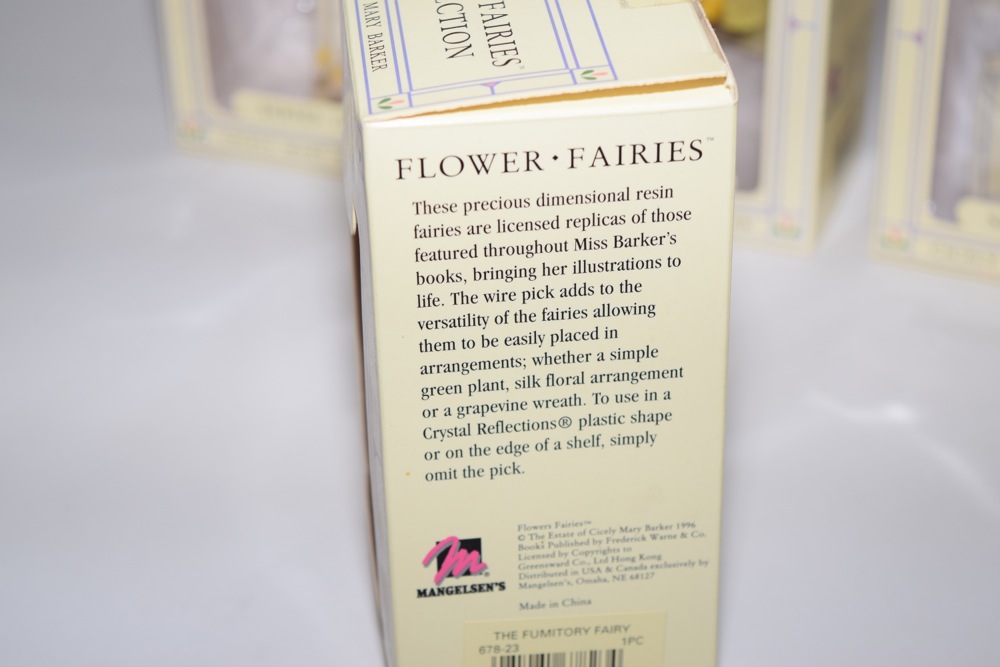 FAIRIES™
ECTION
MARY BARKER
FLOWER • FAIRIES™
These precious dimensional resin
fairies are licensed replicas of those
featured throughout Miss Barker's
books, bringing her illustrations to
life. The wire pick adds to the
versatility of the fairies allowing
them to be easily placed in
arrangements; whether a simple
green plant, silk floral arrangement
or a grapevine wreath. To use in a
Crystal Reflections® plastic shape
or on the edge of a shelf, simply
omit the pick.
m®
MANGELSEN'S
Flowers Fairies™
© The Estate of Cicely Mary Barker 1996
Books Published by Frederick Warne & Co.
Licensed by Copyrights to
Greensward Co., Ltd Hong Kong
Distributed in USA & Canada exclusively by
Mangelsen's, Omaha, NE 68127
Made in China
THE FUMITORY FAIRY
678-23 1PC